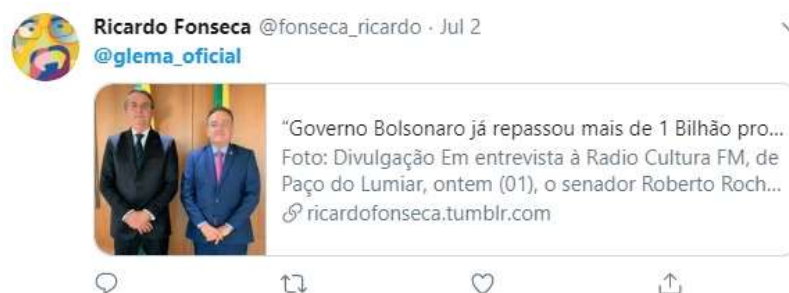 Ricardo Fonseca @fonseca_ricardo · Jul 2
@glema_oficial
“Governo Bolsonaro já repassou mais de 1 Bilhão pro...
Foto: Divulgação Em entrevista à Radio Cultura FM, de
Paço do Lumiar, ontem (01), o senador Roberto Roch...
ricardofonseca.tumblr.com